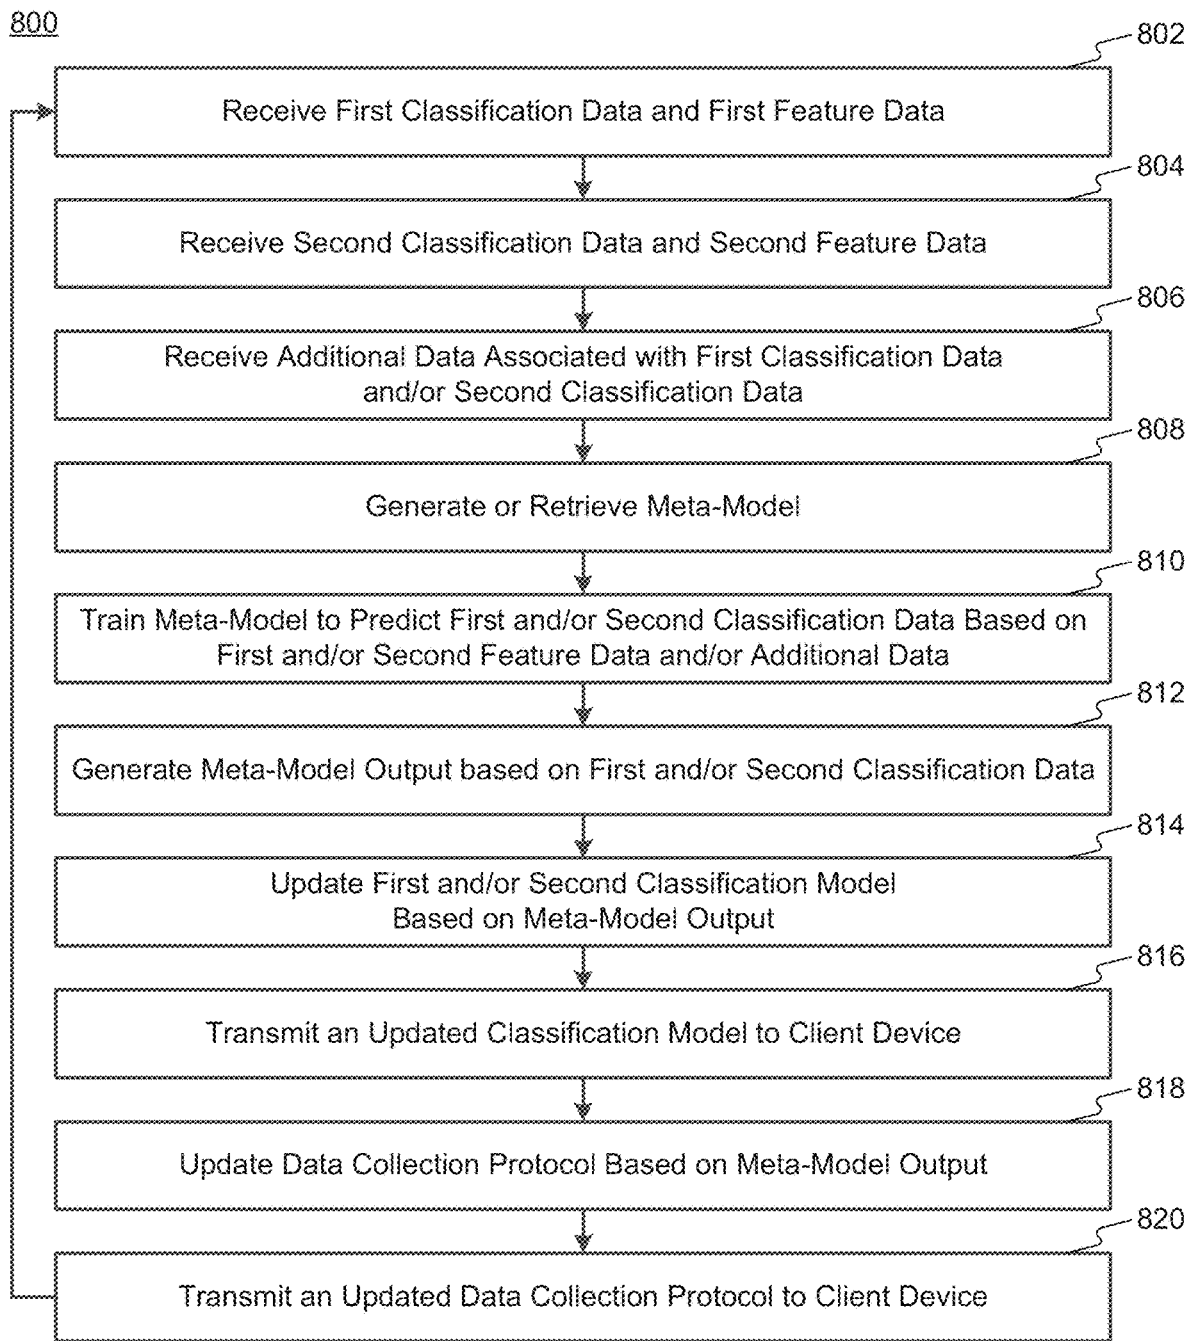 800
802
Receive First Classification Data and First Feature Data
804
Receive Second Classification Data and Second Feature Data
806
Receive Additional Data Associated with First Classification Data
and/or Second Classification Data
808
Generate or Retrieve Meta-Model
810
Train Meta-Model to Predict First and/or Second Classification Data Based on
First and/or Second Feature Data and/or Additional Data
812
Generate Meta-Model Output based on First and/or Second Classification Data
814
Update First and/or Second Classification Model
Based on Meta-Model Output
816
Transmit an Updated Classification Model to Client Device
818
Update Data Collection Protocol Based on Meta-Model Output
820
Transmit an Updated Data Collection Protocol to Client Device